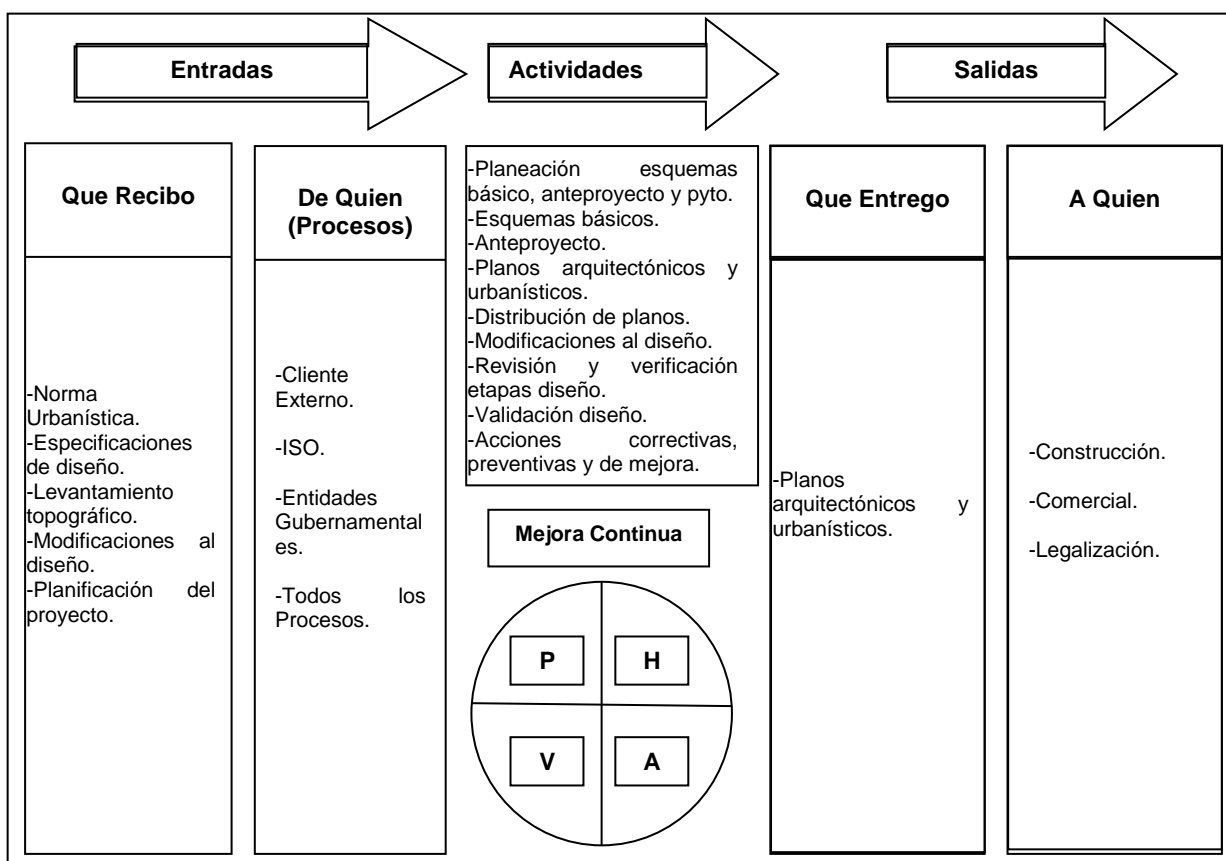 Entradas
Actividades
Salidas
Que Recibo
-Norma
Urbanística.
-Especificaciones
de diseño.
-Levantamiento
topográfico.
-Modificaciones al
diseño.
-Planificación del
proyecto.
De Quien
(Procesos)
-Cliente
Externo.
-ISO.
-Entidades
Gubernamental
es.
-Todos los
Procesos.
-Planeación esquemas
básico, anteproyecto y pyto.
-Esquemas básicos.
-Anteproyecto.
-Planos arquitectónicos y
urbanísticos.
-Distribución de planos.
-Modificaciones al diseño.
-Revisión y verificación
etapas diseño.
-Validación diseño.
-Acciones correctivas,
preventivas y de mejora.
Mejora Continua
P H
V A
Que Entrego
-Planos
arquitectónicos y
urbanísticos.
A Quien
-Construcción.
-Comercial.
-Legalización.